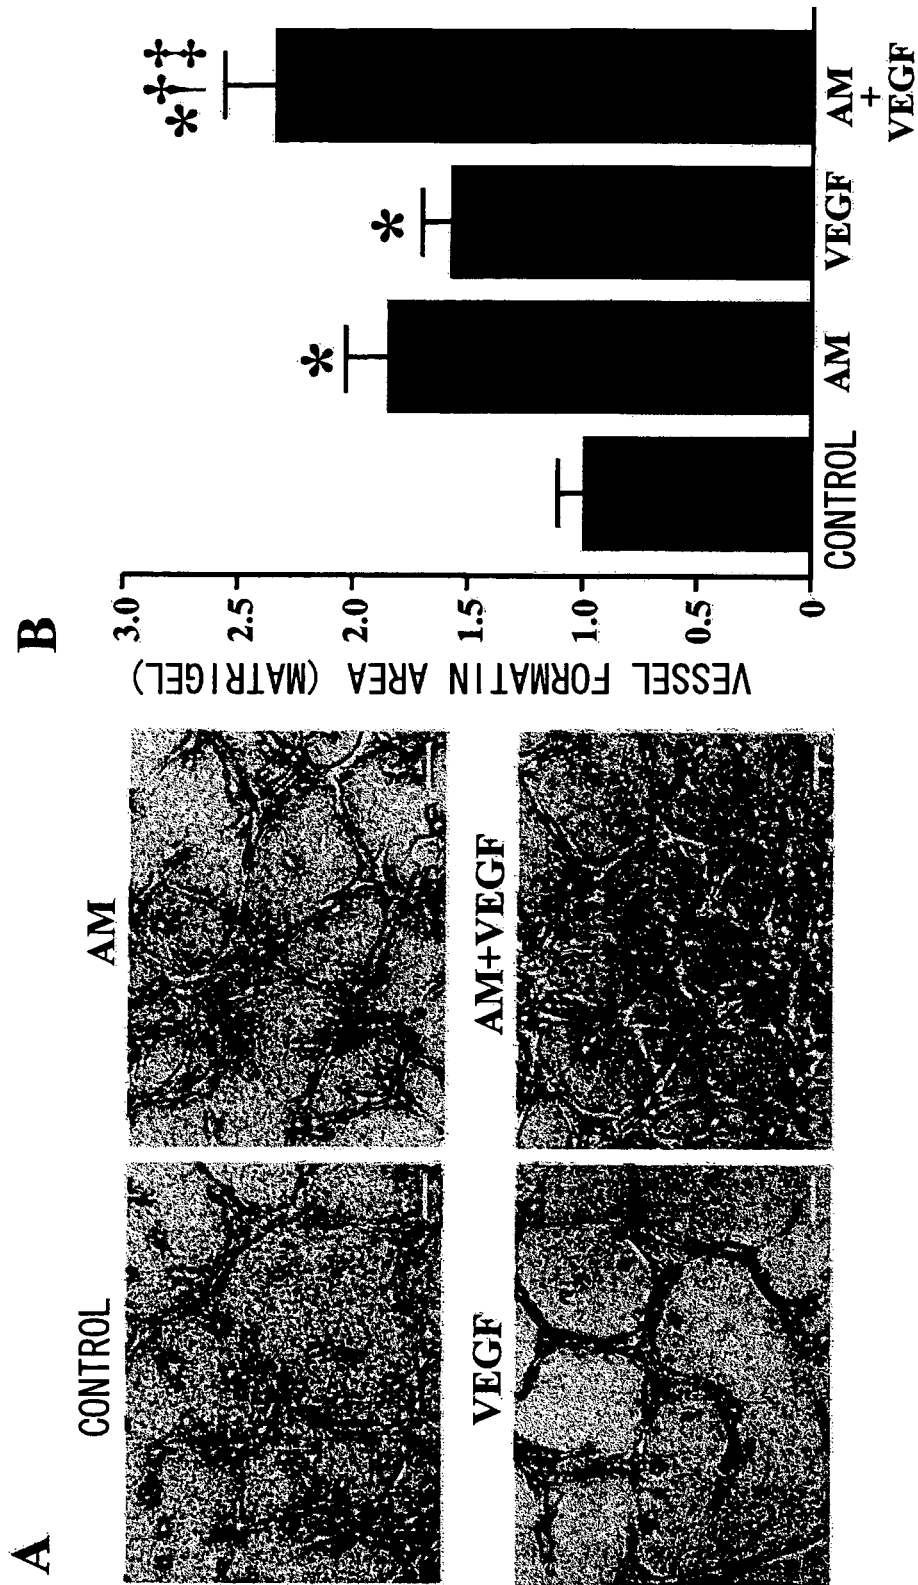 A
CONTROL
AM
VEGF
AM+VEGF
B
VESSEL FORMATIN AREA (MATRIGEL)
3.0
2.5
2.0
1.5
1.0
0.5
0
*
*
*†‡
CONTROL
AM
VEGF
AM
+
VEGF